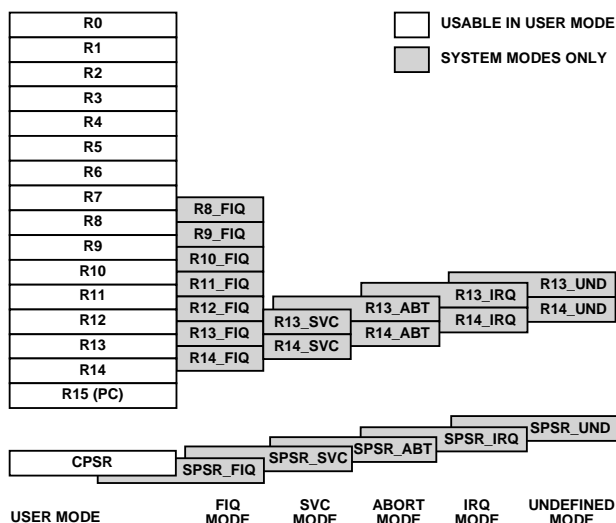 R0
R1
R2
R3
R4
R5
R6
R7
R8
R9
R10
R11
R12
R13
R14
R15 (PC)
USABLE IN USER MODE
SYSTEM MODES ONLY
R8_FIQ
R9_FIQ
R10_FIQ
R11_FIQ
R12_FIQ
R13_FIQ
R14_FIQ
R13_SVC
R14_SVC
R13_ABT
R14_ABT
R13_IRQ
R14_IRQ
R13_UND
R14_UND
CPSR
SPSR_FIQ
SPSR_SVC
SPSR_ABT
SPSR_IRQ
SPSR_UND
USER MODE
FIQ
MODE
SVC
MODE
ABORT
MODE
IRQ
MODE
UNDEFINED
MODE